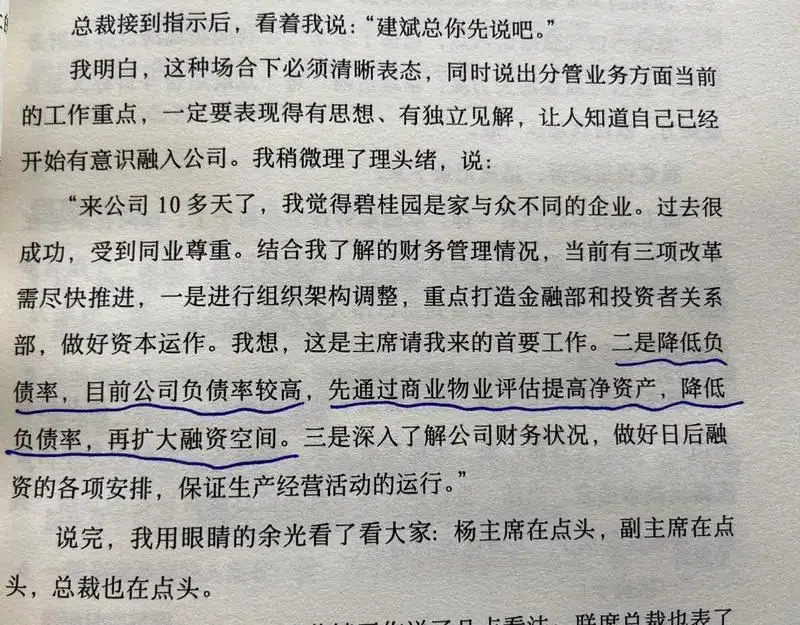 总裁接到指示后，看着我说：“建斌总你先说吧。”
我明白，这种场合下必须清晰表态，同时说出分管业务方面当前
的工作重点，一定要表现得有思想、有独立见解，让人知道自己已经
开始有意识融入公司。我稍微理了理头绪，说：
“来公司 10 多天了，我觉得碧桂园是家与众不同的企业。过去很
成功，受到同业尊重。结合我了解的财务管理情况，当前有三项改革
需尽快推进，一是进行组织架构调整，重点打造金融部和投资者关系
部，做好资本运作。我想，这是主席请我来的首要工作。二是降低负
债率，目前公司负债率较高，先通过商业物业评估提高净资产，降低
负债率，再扩大融资空间。三是深入了解公司财务状况，做好日后融
资的各项安排，保证生产经营活动的运行。”
说完，我用眼睛的余光看了看大家：杨主席在点头，副主席在点
头，总裁也在点头。
了几点看法，联席总裁也表了